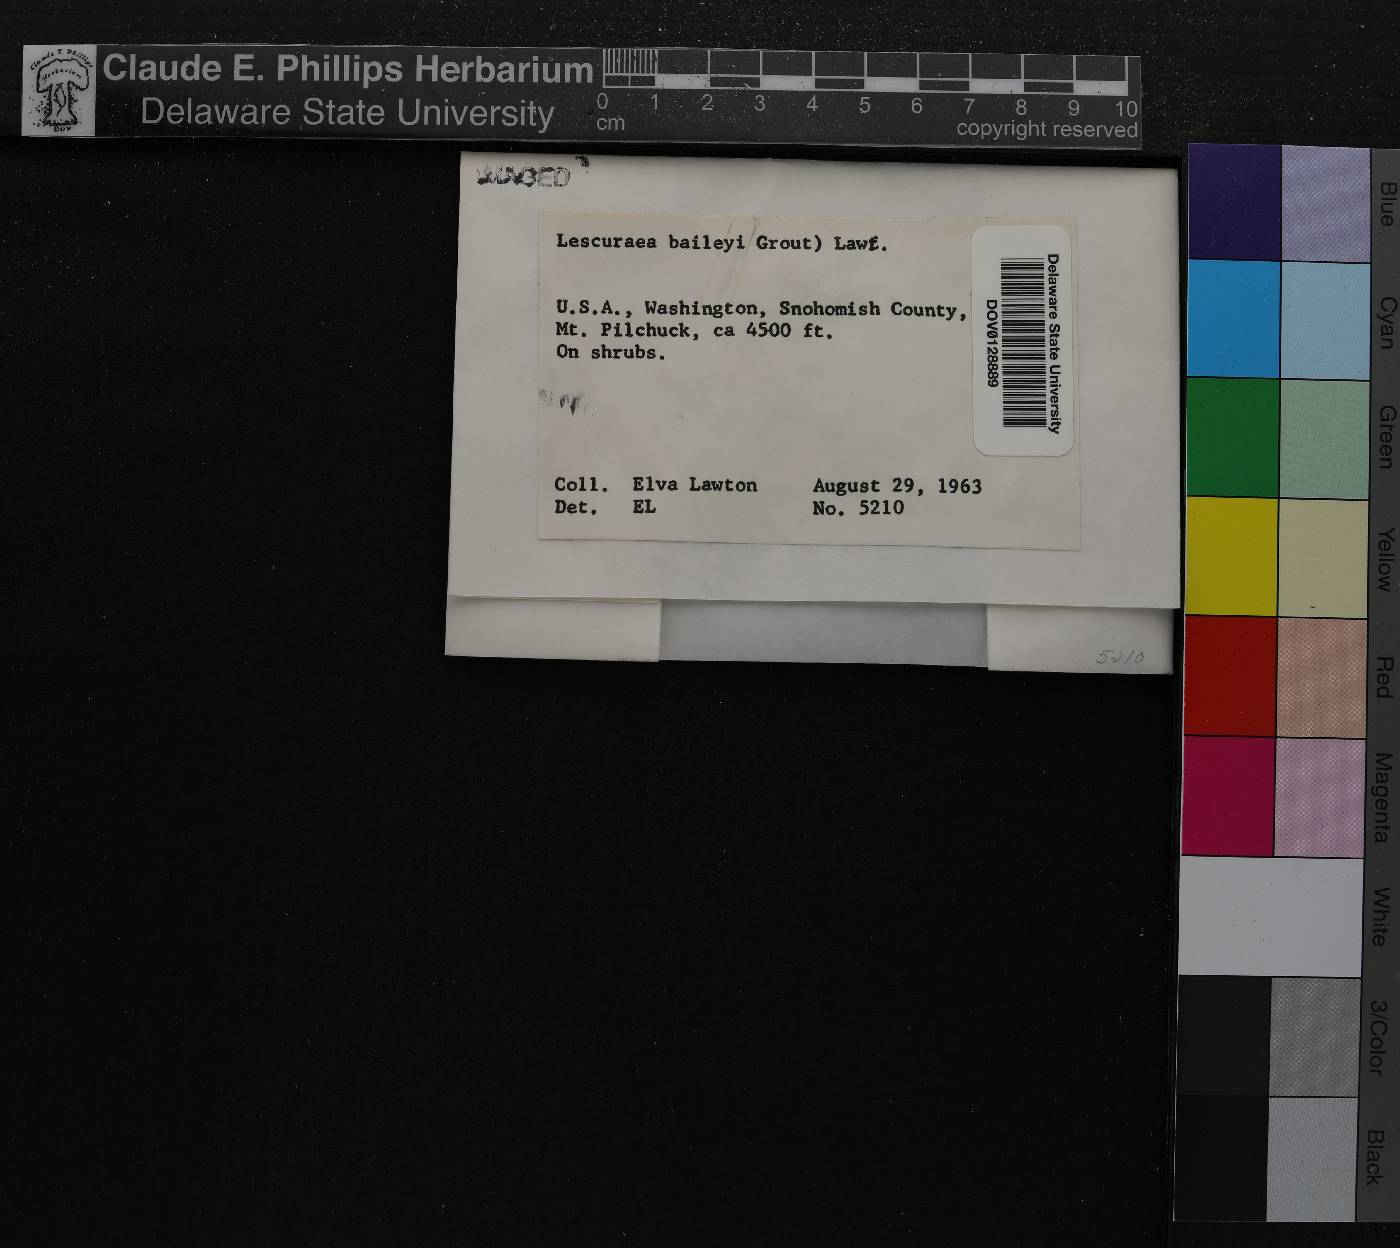 Claude E. Phillips Herbarium
Delaware State University
0 1 2 3 4 5 6 7 8 9 10
cm
copyright reserved
IMAGED
Lescuraea baileyi Grout) Lawt.
U.S.A., Washington, Snohomish County,
Mt. Pilchuck, ca 4500 ft.
On shrubs.
Coll. Elva Lawton August 29, 1963
Det. EL No. 5210
Delaware State University
DOV0128889
5210
Blue
Cyan
Green
Yellow
Red
Magenta
White
3/Color
Black